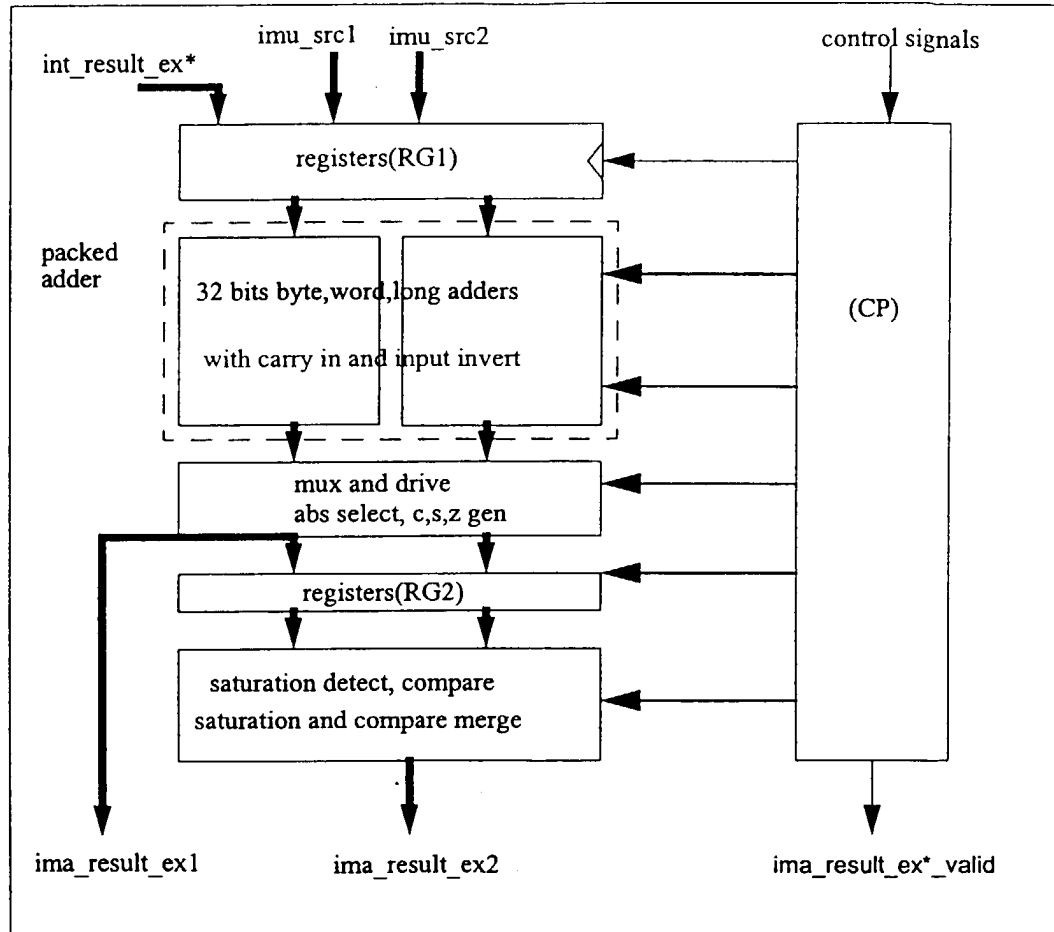 imu_src1 imu_src2
control signals
int_result_ex*
registers(RG1)
packed
adder
32 bits byte,word,long adders
with carry in and input invert
(CP)
mux and drive
abs select, c,s,z gen
registers(RG2)
saturation detect, compare
saturation and compare merge
ima_result_ex1
ima_result_ex2
ima_result_ex*_valid